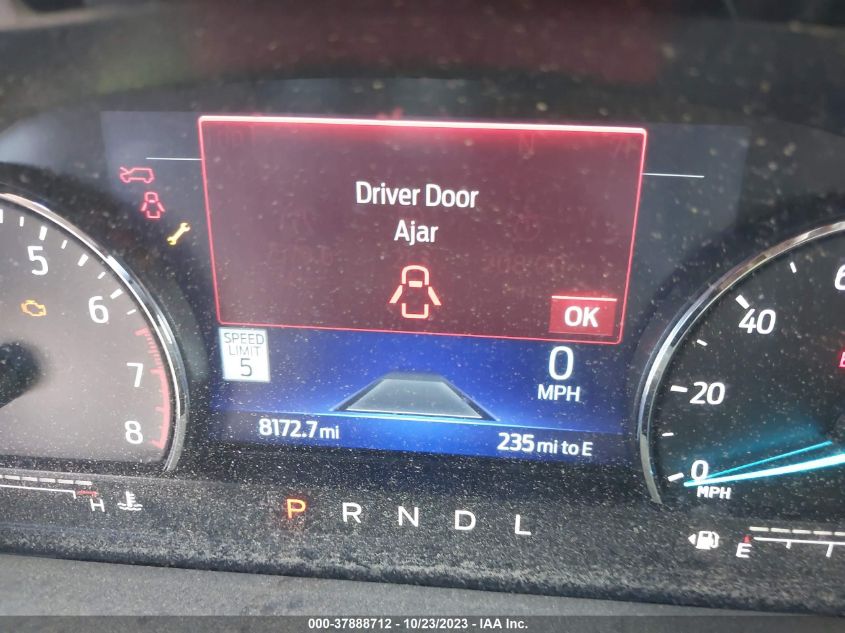 Driver Door
Ajar
OK
SPEED
LIMIT
5
0
MPH
8172.7 mi
235 mi to E
5
6
7
8
H
P R N D L
40
20
0
MPH
E
000-37888712 - 10/23/2023 - IAA Inc.